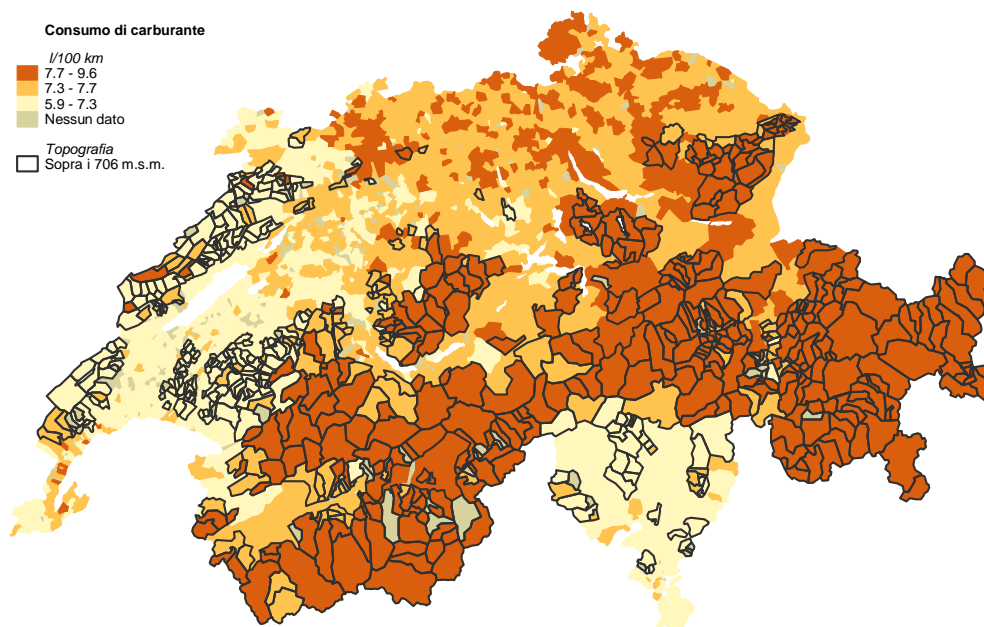 Consumo di carburante
l/100 km
7.7 - 9.6
7.3 - 7.7
5.9 - 7.3
Nessun dato
Topografia
Sopra i 706 m.s.m.